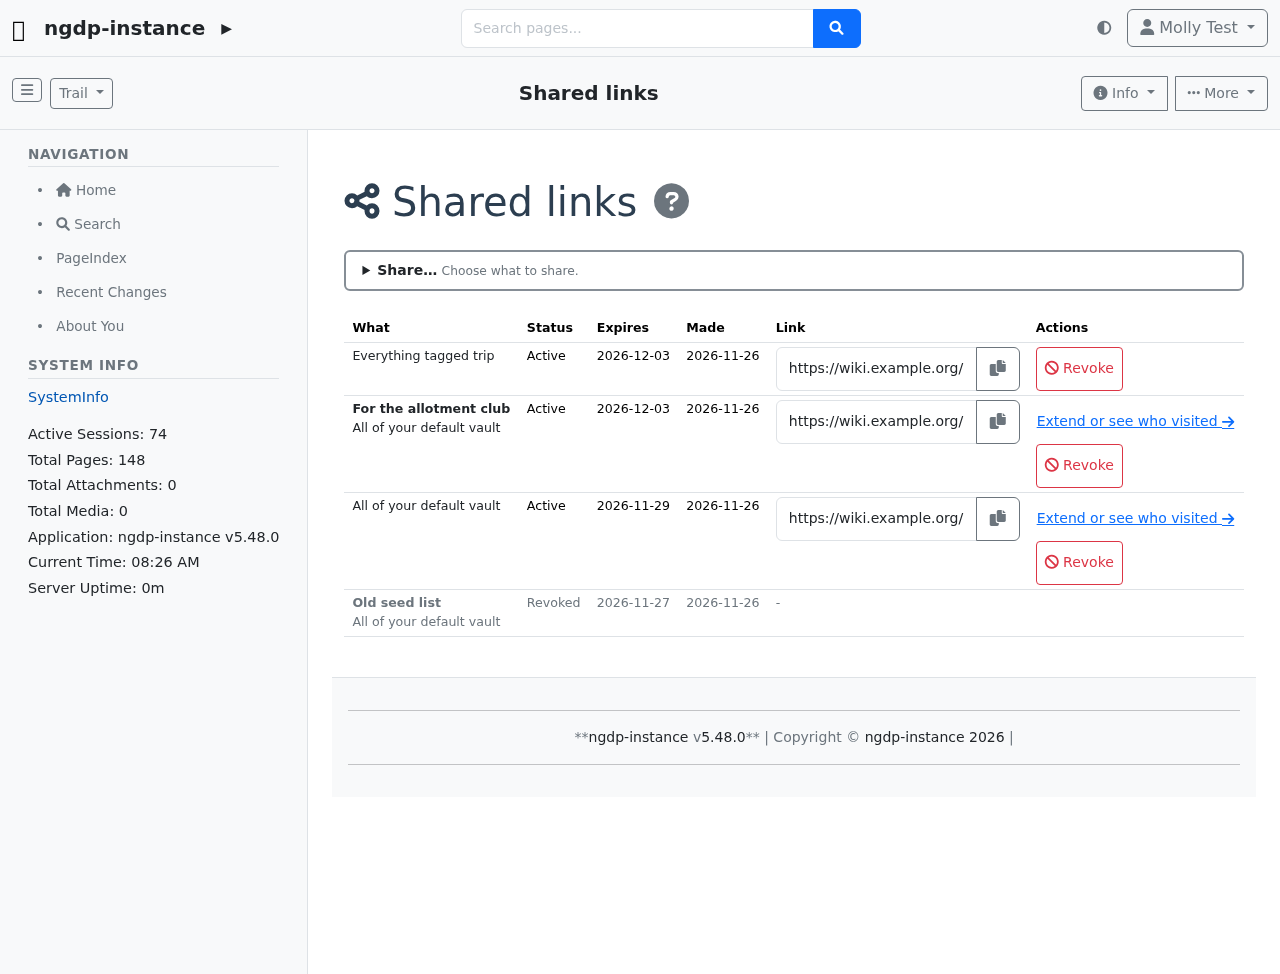 ngdp-instance ▶
Search pages...
Molly Test
Trail
Shared links
Info
More
NAVIGATION
• Home
• Search
• PageIndex
• Recent Changes
• About You
SYSTEM INFO
SystemInfo
Active Sessions: 74
Total Pages: 148
Total Attachments: 0
Total Media: 0
Application: ngdp-instance v5.48.0
Current Time: 08:26 AM
Server Uptime: 0m
Shared links ?
▶ Share… Choose what to share.
What Status Expires Made Link Actions
Everything tagged trip Active 2026-12-03 2026-11-26 https://wiki.example.org/ Revoke
For the allotment club Active 2026-12-03 2026-11-26 https://wiki.example.org/ Extend or see who visited →
All of your default vault
Revoke
All of your default vault Active 2026-11-29 2026-11-26 https://wiki.example.org/ Extend or see who visited →
Revoke
Old seed list Revoked 2026-11-27 2026-11-26 -
All of your default vault
**ngdp-instance v5.48.0** | Copyright © ngdp-instance 2026 |